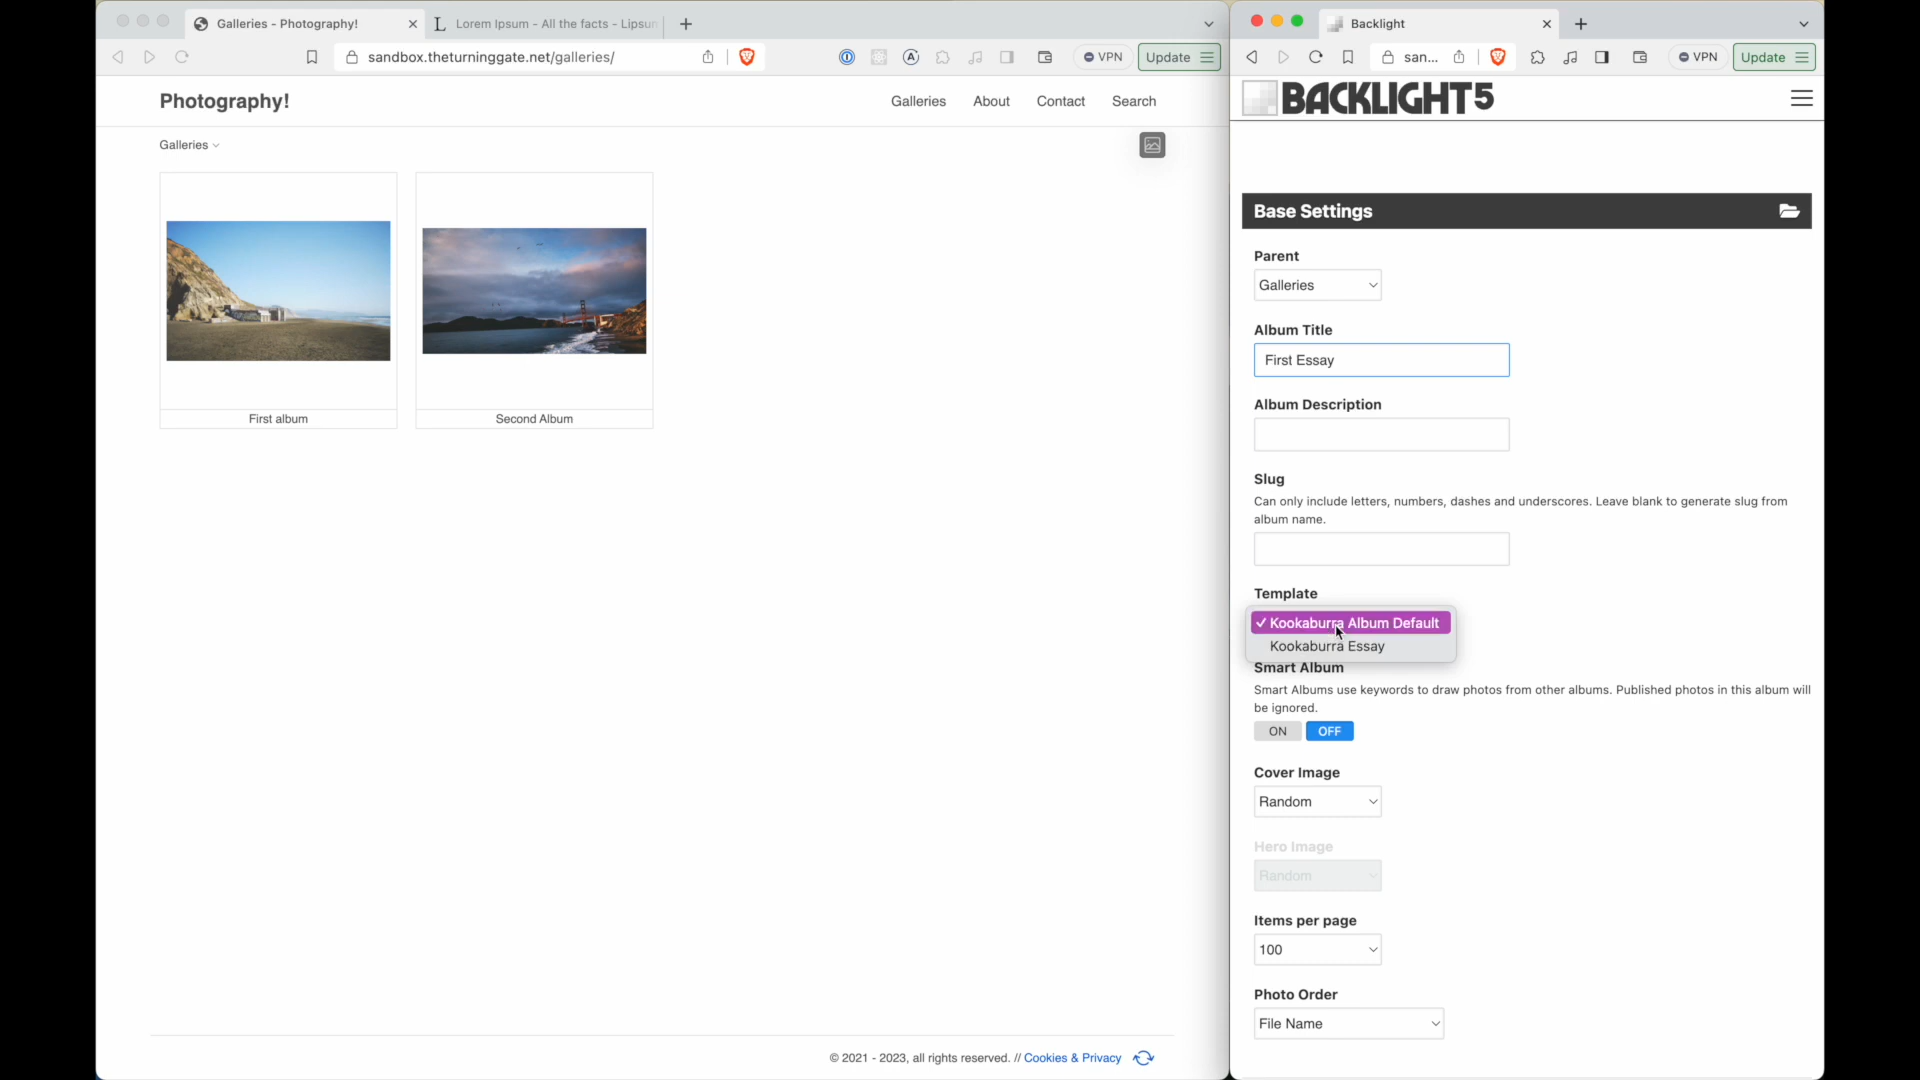 Galleries - Photography!
L Lorem Ipsum - All the facts - Lipsum
sandbox.theturninggate.net/galleries/
VPN
Update
Photography!
Galleries
About
Contact
Search
Galleries
First album
Second Album
© 2021 - 2023, all rights reserved. // Cookies & Privacy
Backlight
san...
VPN
Update
BACKLIGHT5
Base Settings
Parent
Galleries
Album Title
First Essay
Album Description
Slug
Can only include letters, numbers, dashes and underscores. Leave blank to generate slug from
album name.
Template
✓ Kookaburra Album Default
Kookaburra Essay
Smart Album
Smart Albums use keywords to draw photos from other albums. Published photos in this album will
be ignored.
ON OFF
Cover Image
Random
Hero Image
Random
Items per page
100
Photo Order
File Name